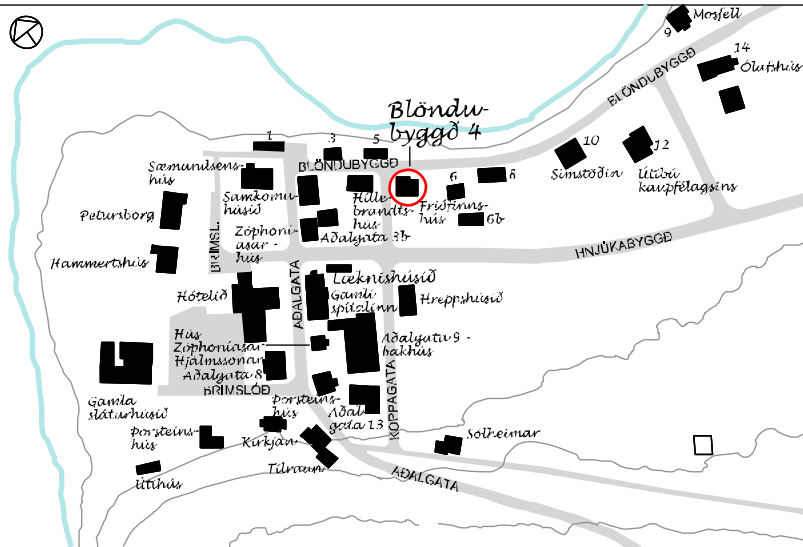 Mosfell
9
14
Ólafshús
BLÖNDUBYGGÐ
Blöndu-
byggð 4
1
3
5
10
12
Símstöðin
Útibú
kaupfélagsins
BLÖNDUBYGGÐ
6
8
Sæmundsens-
hús
Samkomu-
húsið
Hille-
brandts-
hús
Friðfinns-
hús
6b
Pétursborg
Zóphoní-
asar-
hús
Aðalgata 3b
BRIMSL.
HNJÚKABYGGÐ
Hammertshús
Læknishúsið
Hótelið
AÐALGATA
Gamli
spítalinn
Hreppshúsið
Hús
Zóphoníasar
Hjálmssonar
Aðalgata 8
Aðalgata 9 -
bakhús
BRIMSLÓÐ
KOPPAGATA
Gamla
sláturhúsið
Þorsteins-
hús
Aðal-
gata 13
Þorsteins-
hús
Kirkjan
Sólheimar
Tilraun
Útihús
AÐALGATA